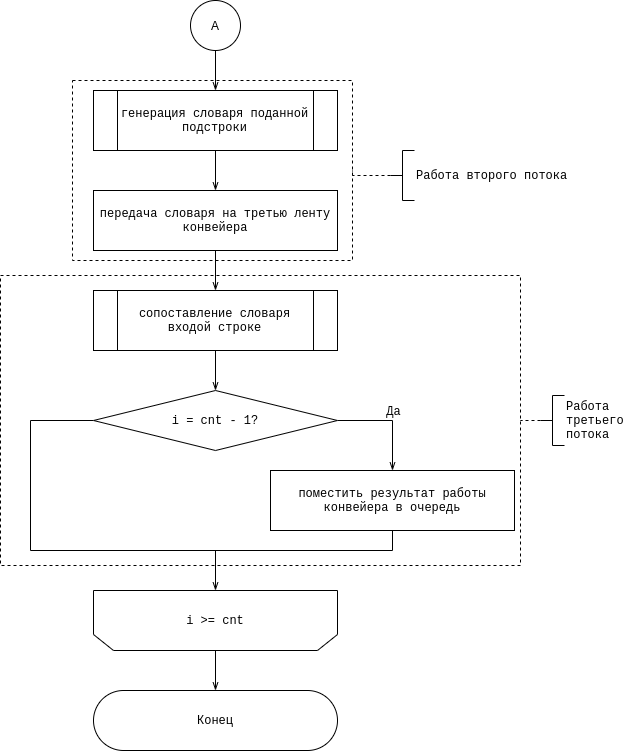 A
генерация словаря поданной
подстроки
Работа второго потока
передача словаря на третью ленту
конвейера
сопоставление словаря
входой строке
i = cnt - 1?
Да
Работа
третьего
потока
поместить результат работы
конвейера в очередь
i >= cnt
Конец